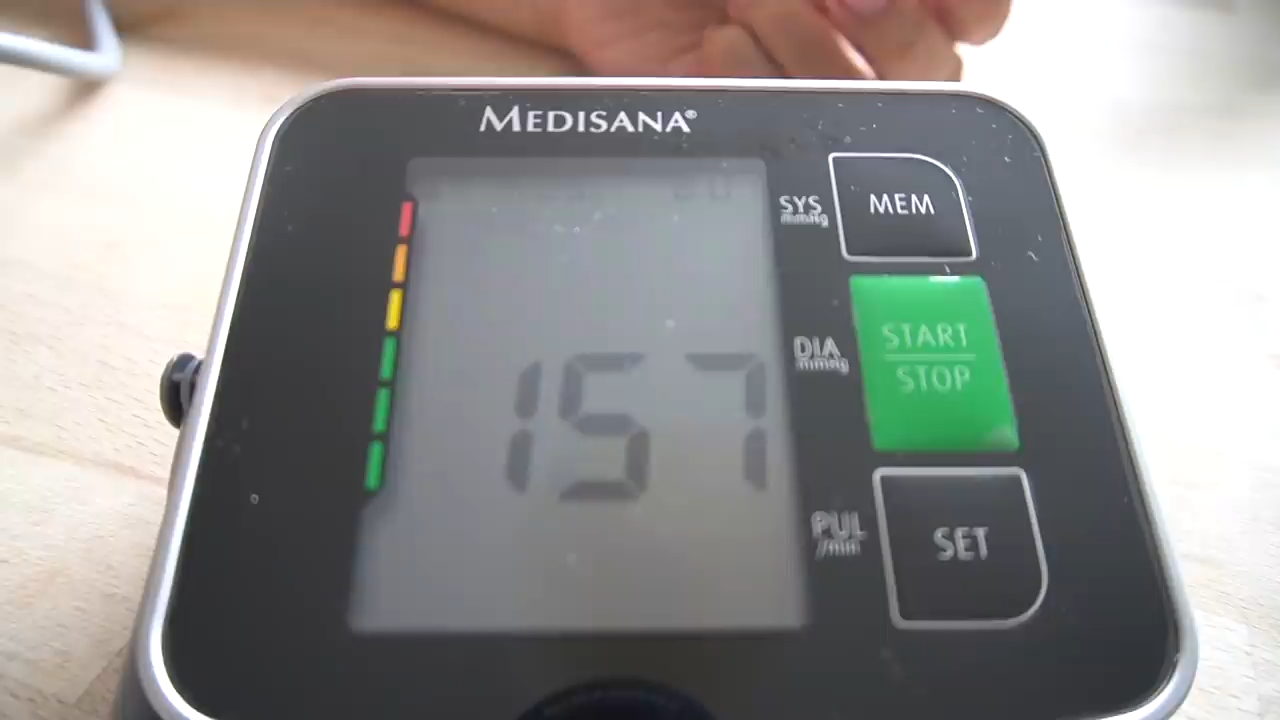 MEDISANA®
SYS
mmHg
MEM
DIA
mmHg
START
STOP
157
PUL
/min
SET